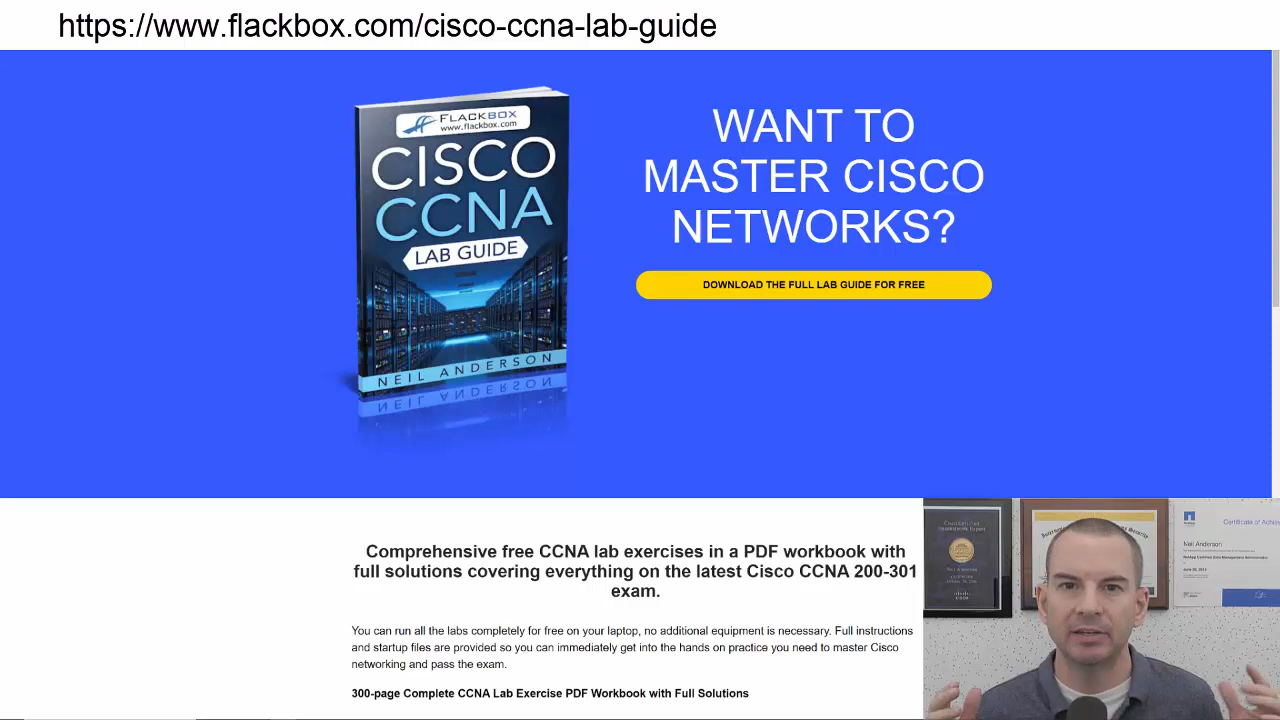 https://www.flackbox.com/cisco-ccna-lab-guide
FLACKBOX
www.flackbox.com
CISCO
CCNA
LAB GUIDE
NEIL ANDERSON
WANT TO
MASTER CISCO
NETWORKS?
DOWNLOAD THE FULL LAB GUIDE FOR FREE
Comprehensive free CCNA lab exercises in a PDF workbook with
full solutions covering everything on the latest Cisco CCNA 200-301
exam.
You can run all the labs completely for free on your laptop, no additional equipment is necessary. Full instructions
and startup files are provided so you can immediately get into the hands on practice you need to master Cisco
networking and pass the exam.
300-page Complete CCNA Lab Exercise PDF Workbook with Full Solutions
Neil Anderson